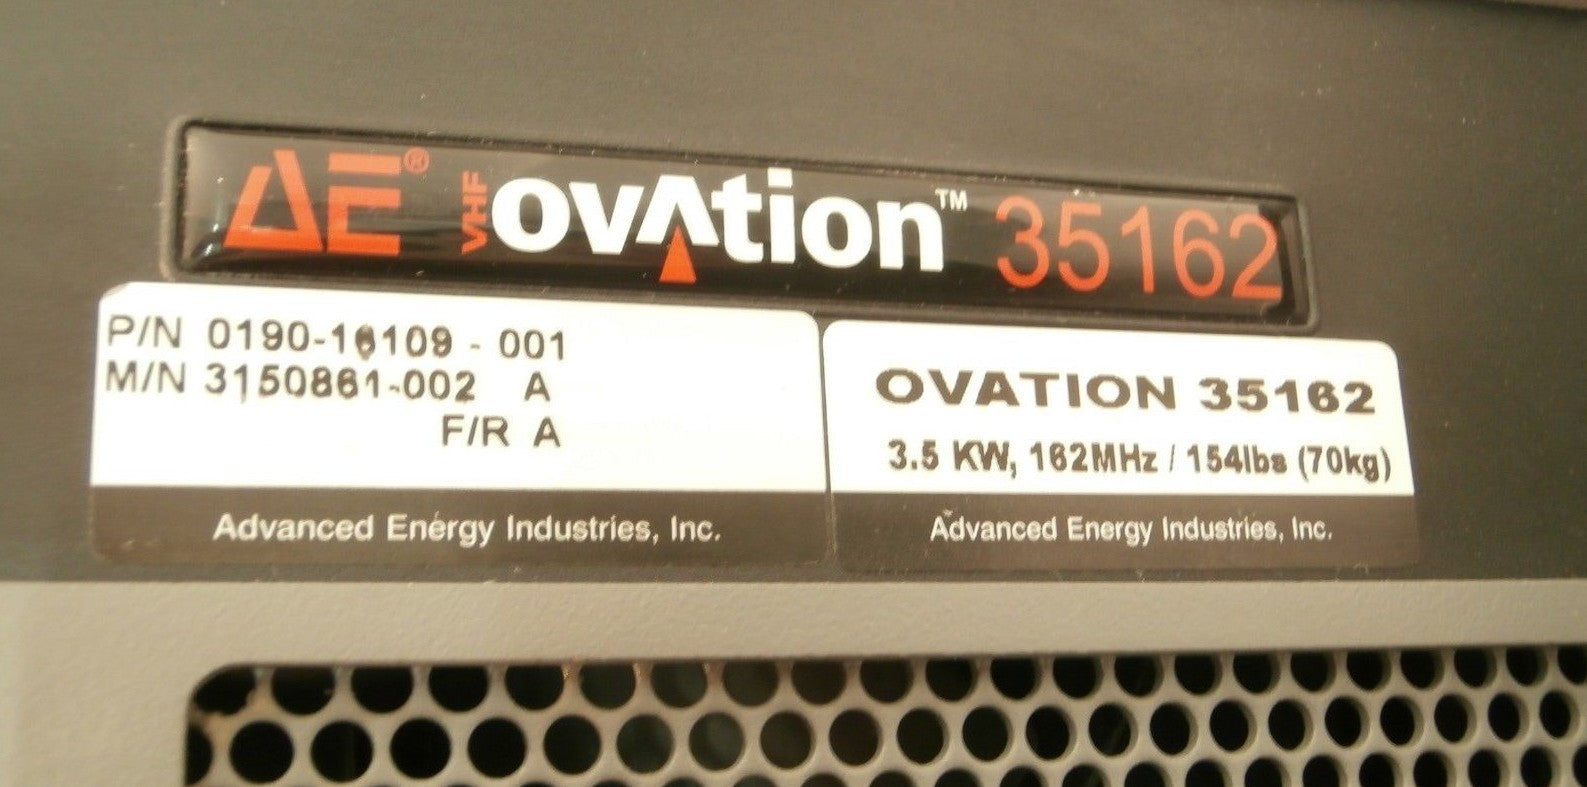 AE® VHF ovation™ 35162
P/N 0190-16109 - 001
M/N 3150861-002 A
F/R A
Advanced Energy Industries, Inc.
OVATION 35162
3.5 KW, 162MHz / 154lbs (70kg)
Advanced Energy Industries, Inc.